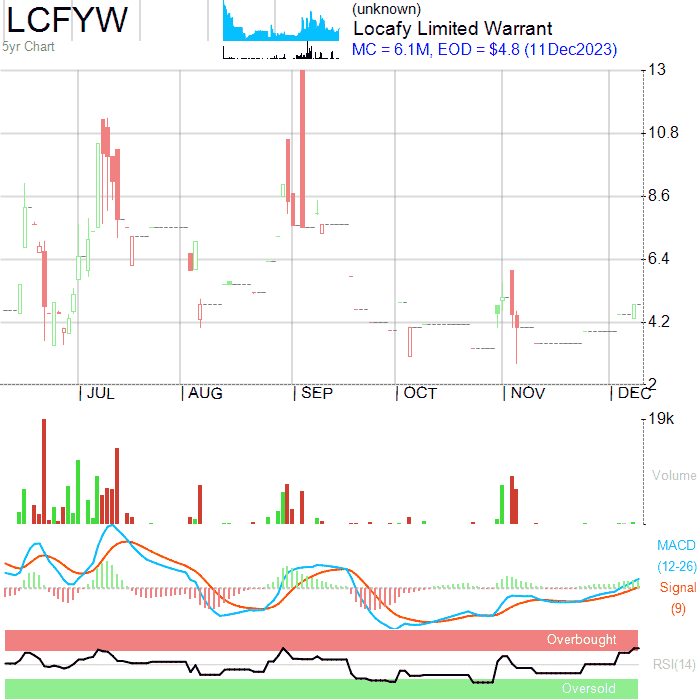 LCFYW
5yr Chart
(unknown)
Locafy Limited Warrant
MC = 6.1M, EOD = $4.8 (11Dec2023)
13
10.8
8.6
6.4
4.2
2
JUL
AUG
SEP
OCT
NOV
DEC
19k
Volume
MACD
(12-26)
Signal
(9)
Overbought
RSI(14)
Oversold